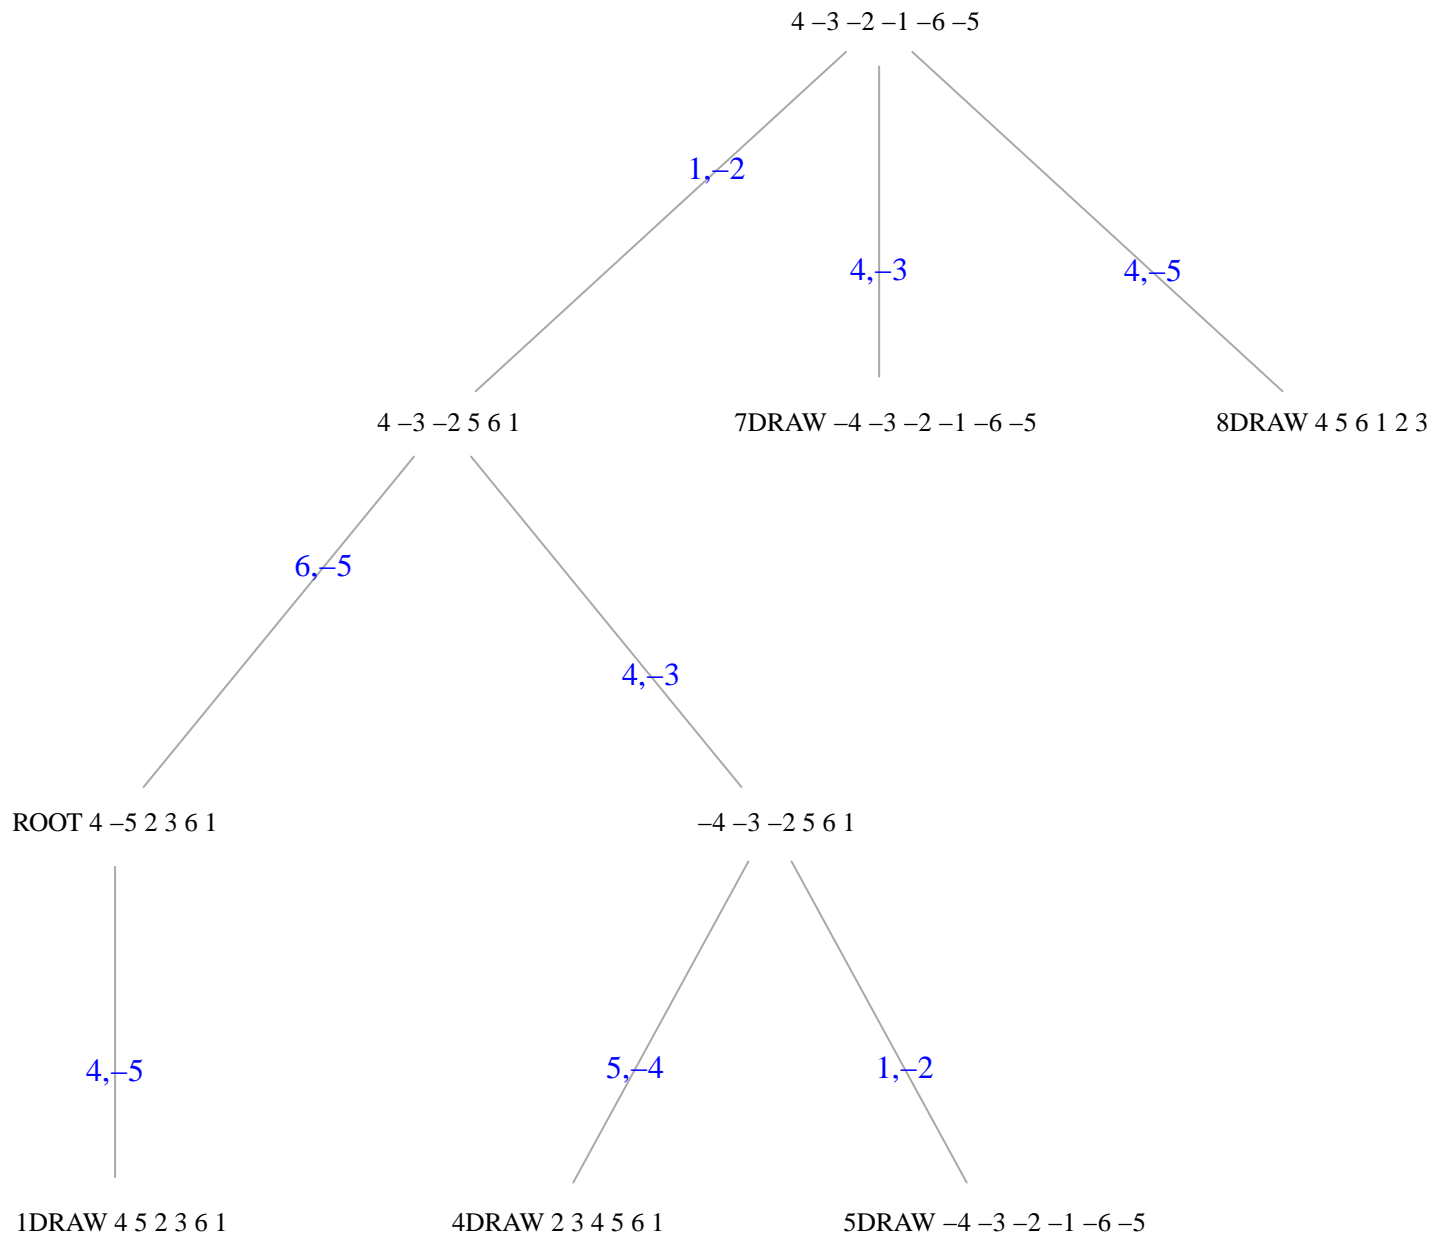 4 –3 –2 –1 –6 –5
1,–2
4,–3
4,–5
4 –3 –2 5 6 1
7DRAW –4 –3 –2 –1 –6 –5
8DRAW 4 5 6 1 2 3
6,–5
4,–3
ROOT 4 –5 2 3 6 1
–4 –3 –2 5 6 1
4,–5
5,–4
1,–2
1DRAW 4 5 2 3 6 1
4DRAW 2 3 4 5 6 1
5DRAW –4 –3 –2 –1 –6 –5